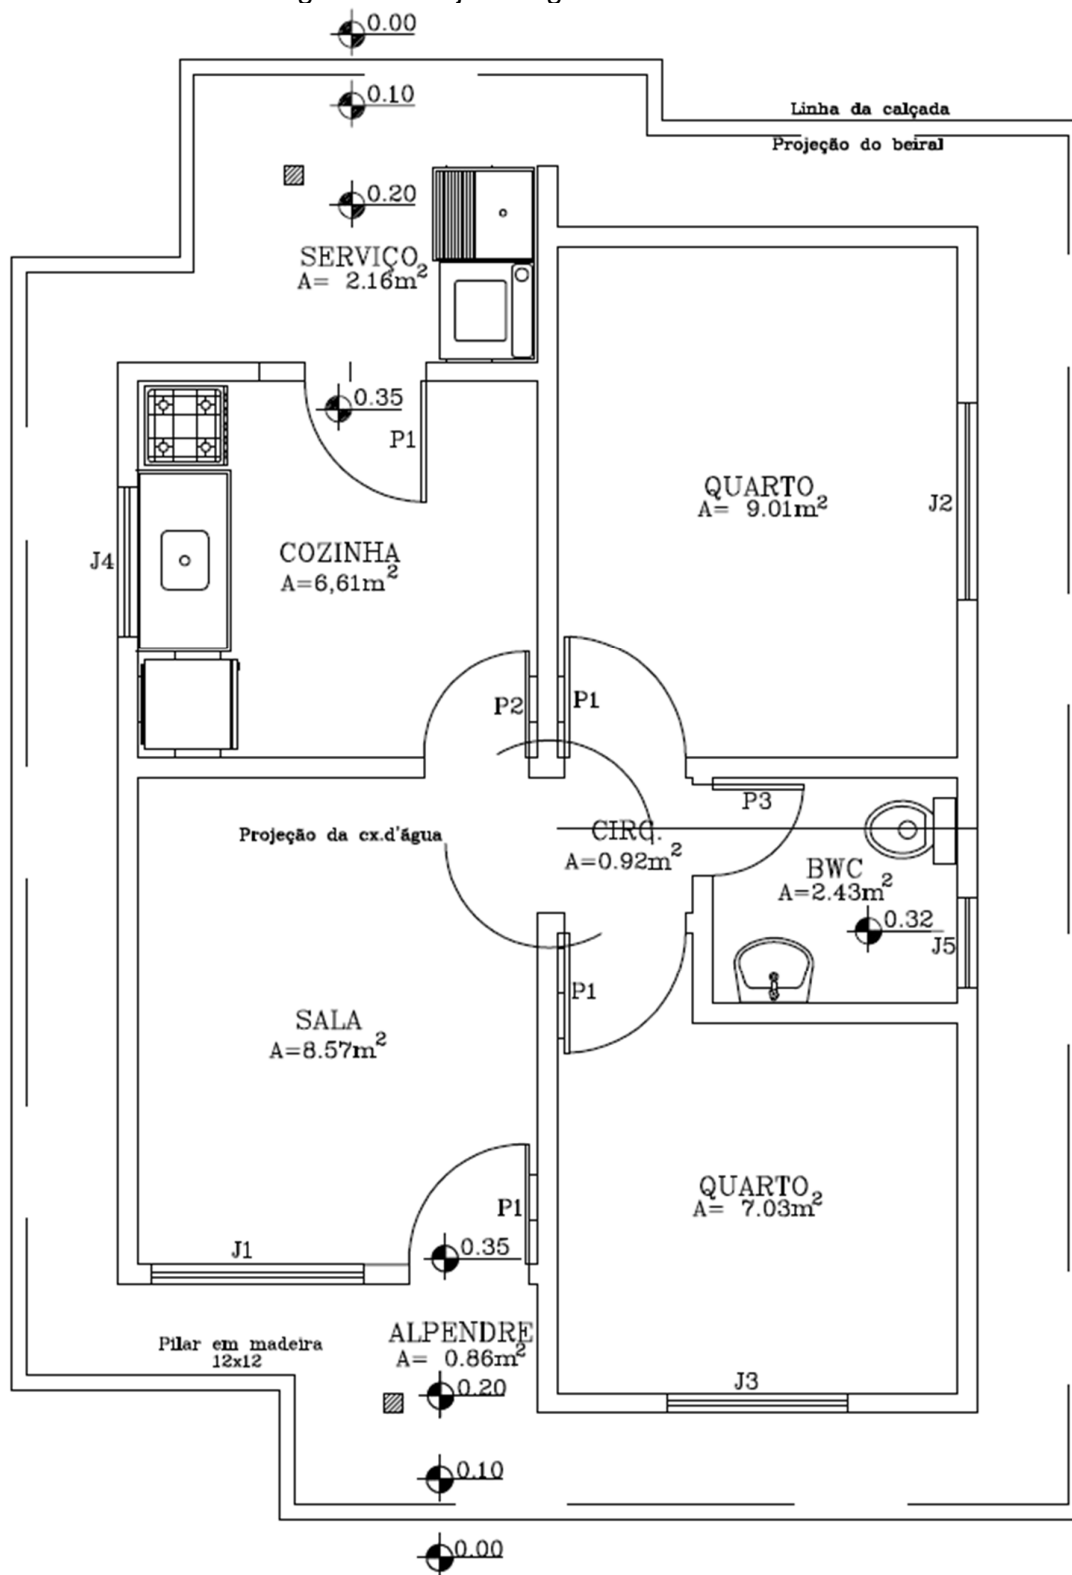 0.00
0.10
Linha da calçada
Projeção do beiral
0.20
SERVIÇO
A= 2.16m²
0.35
P1
QUARTO
A= 9.01m²
J2
COZINHA
A=6,61m²
J4
P2
P1
P3
Projeção da cx.d'água
CIRC.
A=0.92m²
BWC
A=2.43m²
0.32
J5
P1
SALA
A=8.57m²
QUARTO
A= 7.03m²
P1
J1
0.35
ALPENDRE
A= 0.86m²
Pilar em madeira
12x12
0.20
J3
0.10
0.00